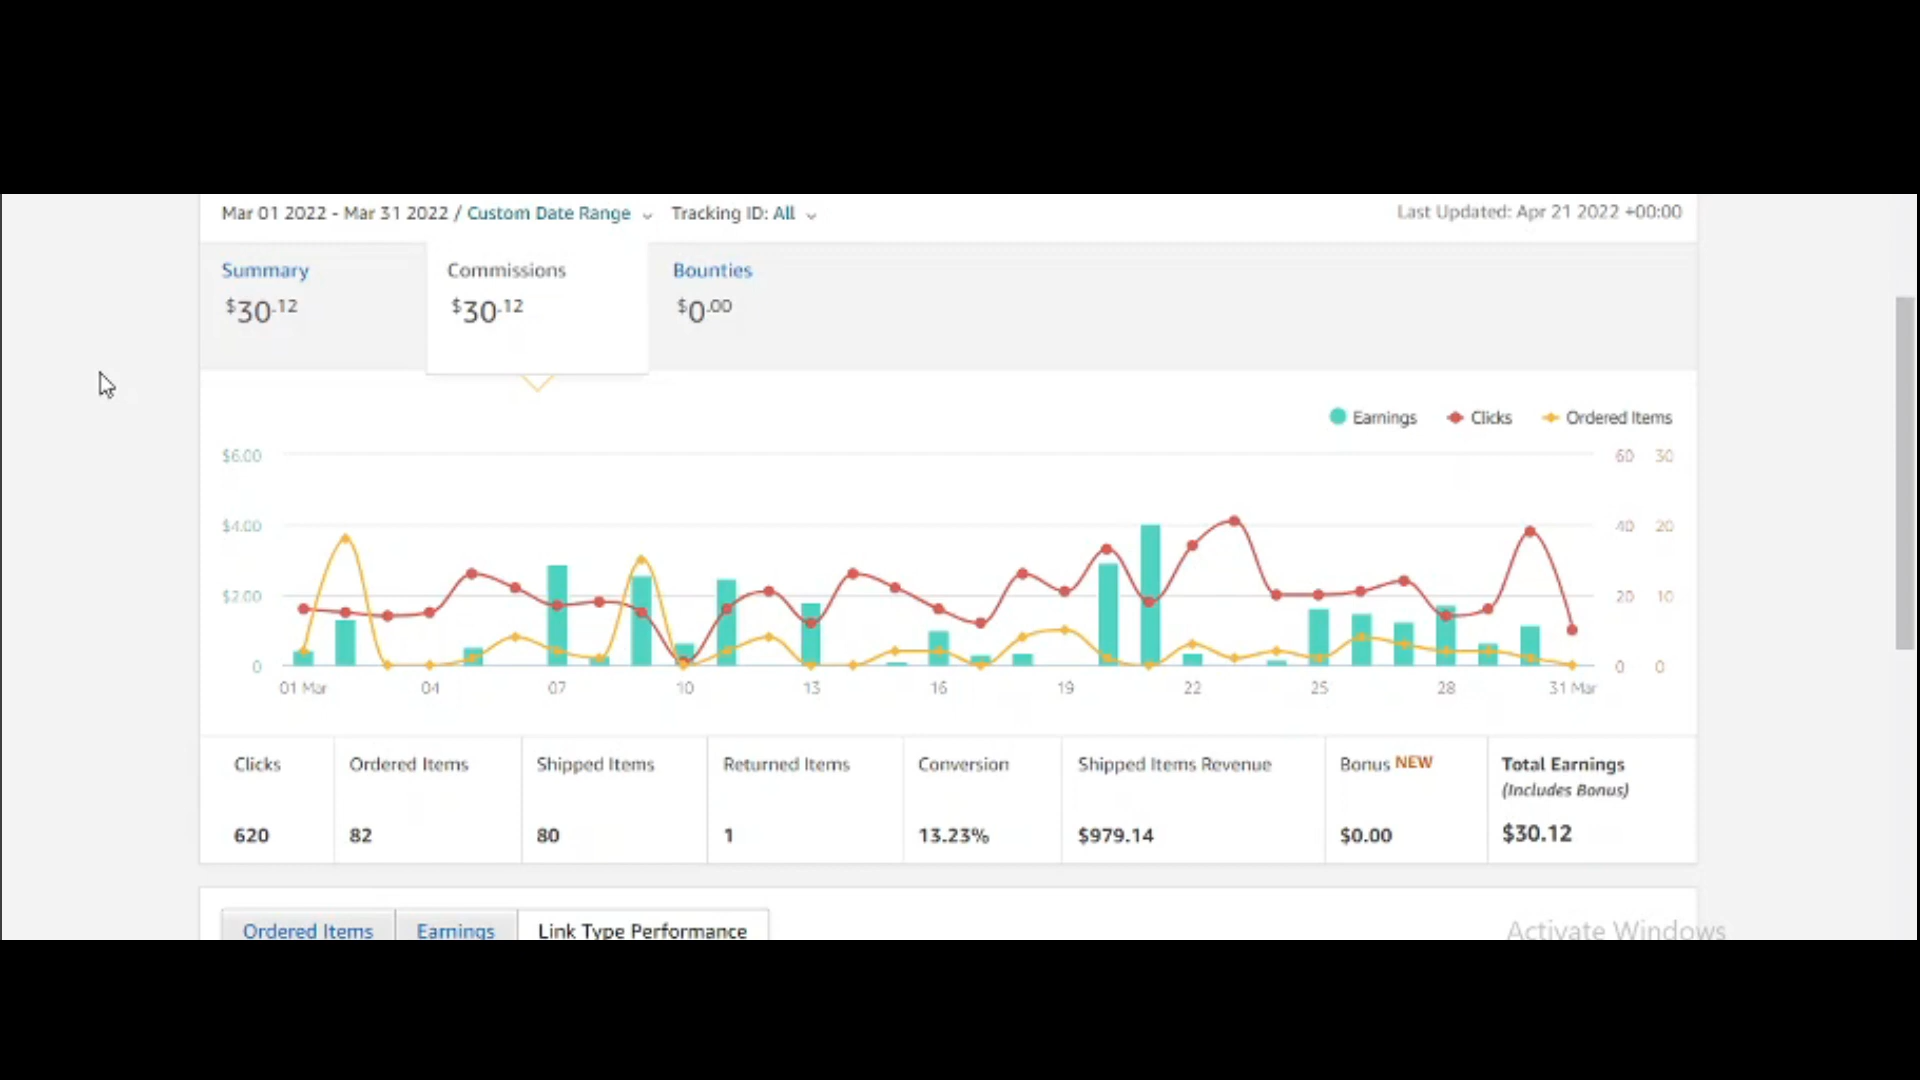 Mar 01 2022 - Mar 31 2022 / Custom Date Range Tracking ID: All Last Updated: Apr 21 2022 +00:00
Summary Commissions Bounties
$30.12 $30.12 $0.00
Earnings Clicks Ordered Items
$6.00 60 30
$4.00 40 20
$2.00 20 10
0 0 0
01 Mar 04 07 10 13 16 19 22 25 28 31 Mar
Clicks Ordered Items Shipped Items Returned Items Conversion Shipped Items Revenue Bonus NEW Total Earnings
(Includes Bonus)
620 82 80 1 13.23% $979.14 $0.00 $30.12
Ordered Items Earnings Link Type Performance Activate Windows